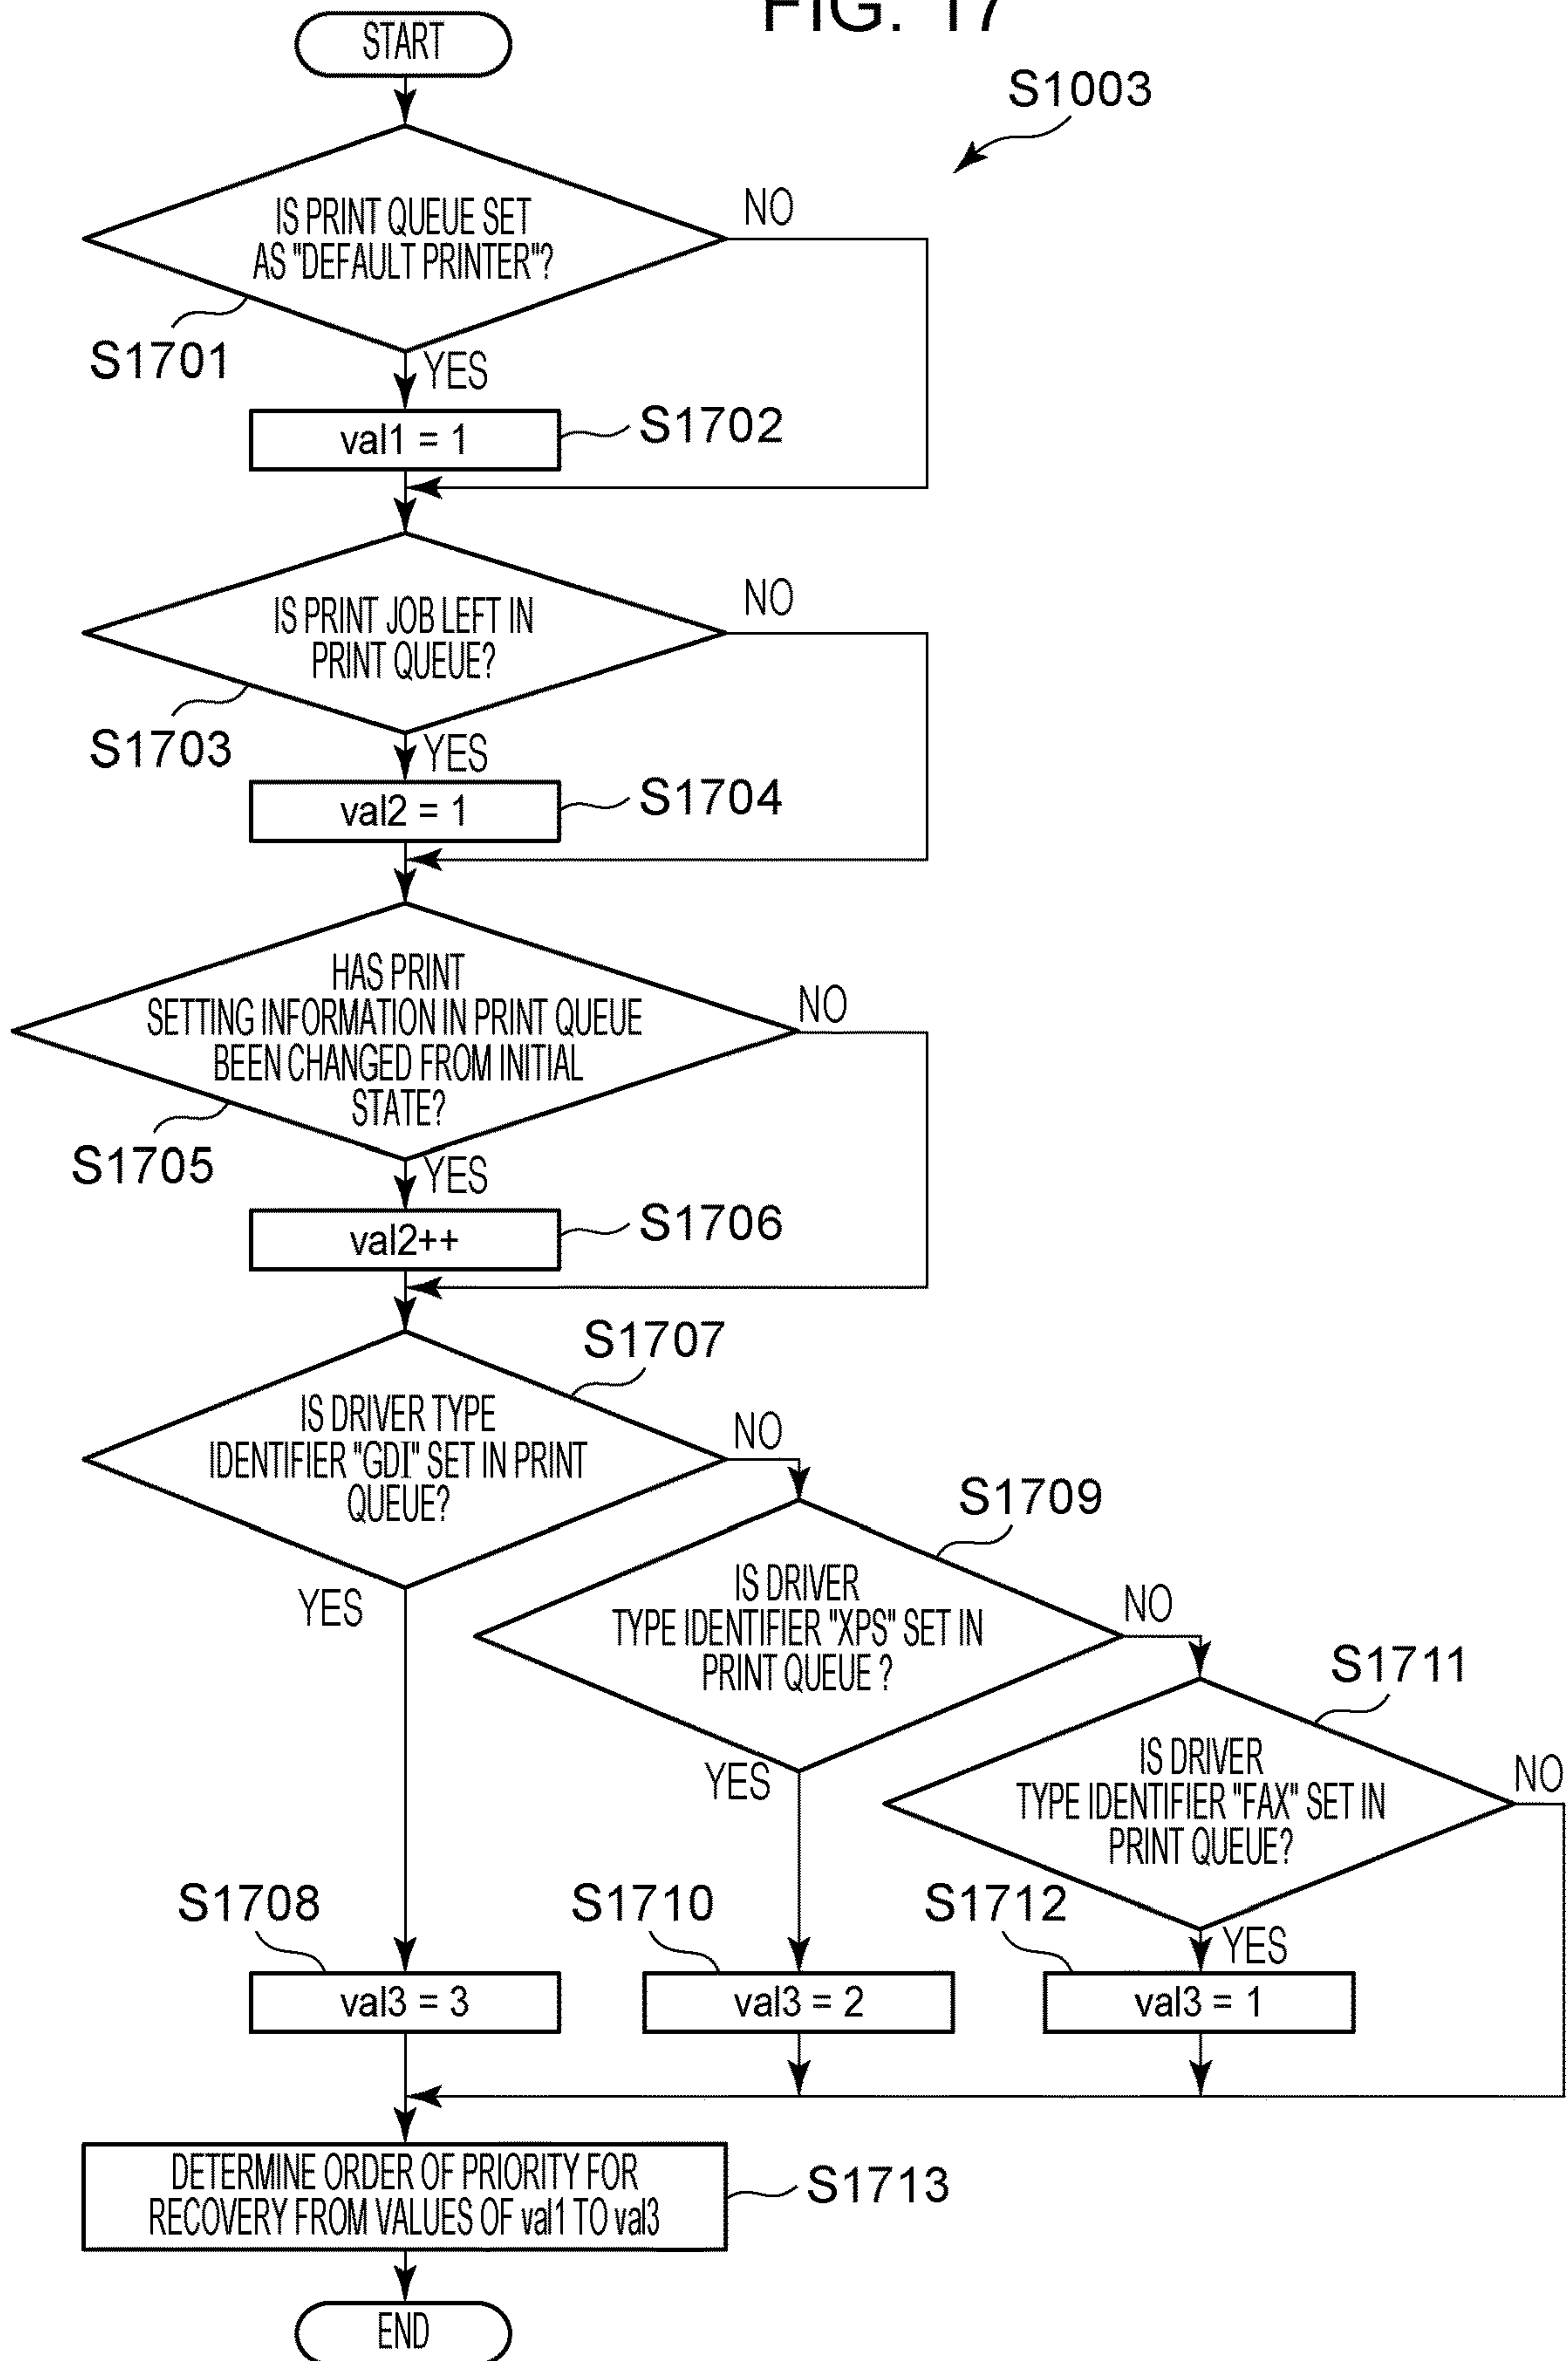 FIG. 17
START
S1003
IS PRINT QUEUE SET
AS "DEFAULT PRINTER"?
NO
S1701
YES
val1 = 1
S1702
IS PRINT JOB LEFT IN
PRINT QUEUE?
NO
S1703
YES
val2 = 1
S1704
HAS PRINT
SETTING INFORMATION IN PRINT QUEUE
BEEN CHANGED FROM INITIAL
STATE?
NO
S1705
YES
val2++
S1706
S1707
IS DRIVER TYPE
IDENTIFIER "GDI" SET IN PRINT
QUEUE?
NO
YES
S1709
IS DRIVER
TYPE IDENTIFIER "XPS" SET IN
PRINT QUEUE ?
NO
YES
S1711
IS DRIVER
TYPE IDENTIFIER "FAX" SET IN
PRINT QUEUE?
NO
YES
S1708
val3 = 3
S1710
val3 = 2
S1712
val3 = 1
DETERMINE ORDER OF PRIORITY FOR
RECOVERY FROM VALUES OF val1 TO val3
S1713
END